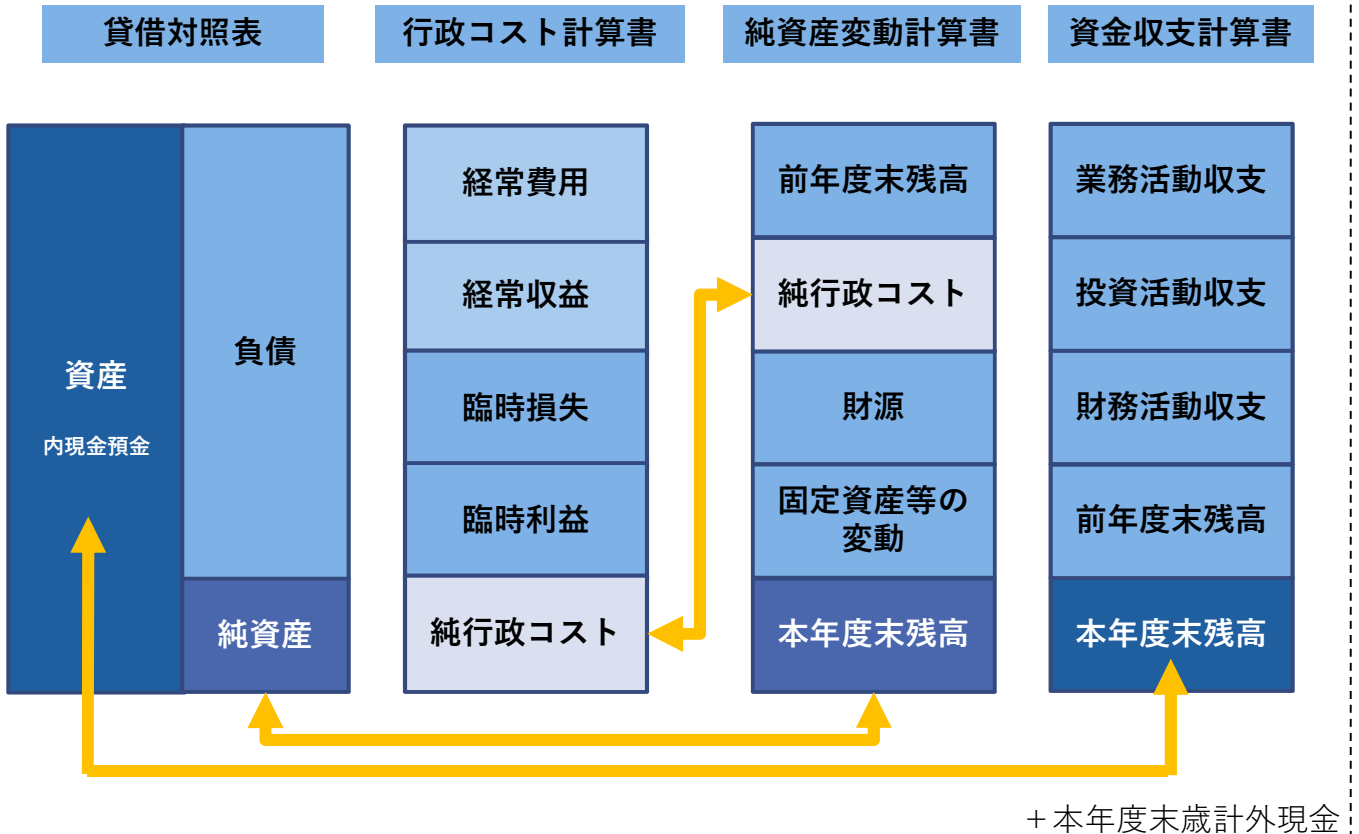 貸借対照表
行政コスト計算書
純資産変動計算書
資金収支計算書
資産
内現金預金
負債
純資産
経常費用
経常収益
臨時損失
臨時利益
純行政コスト
前年度末残高
純行政コスト
財源
固定資産等の
変動
本年度末残高
業務活動収支
投資活動収支
財務活動収支
前年度末残高
本年度末残高
+本年度末歳計外現金